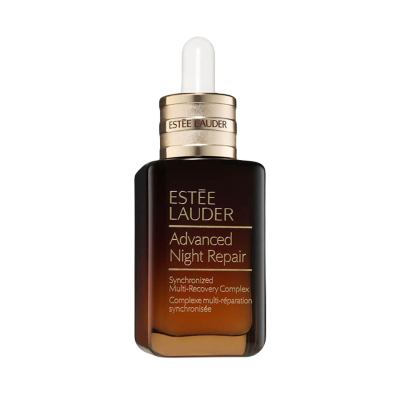 ESTĒE LAUDER
ESTĒE
LAUDER
Advanced
Night Repair
Synchronized
Multi-Recovery Complex
Complexe multi-réparation
synchronisée